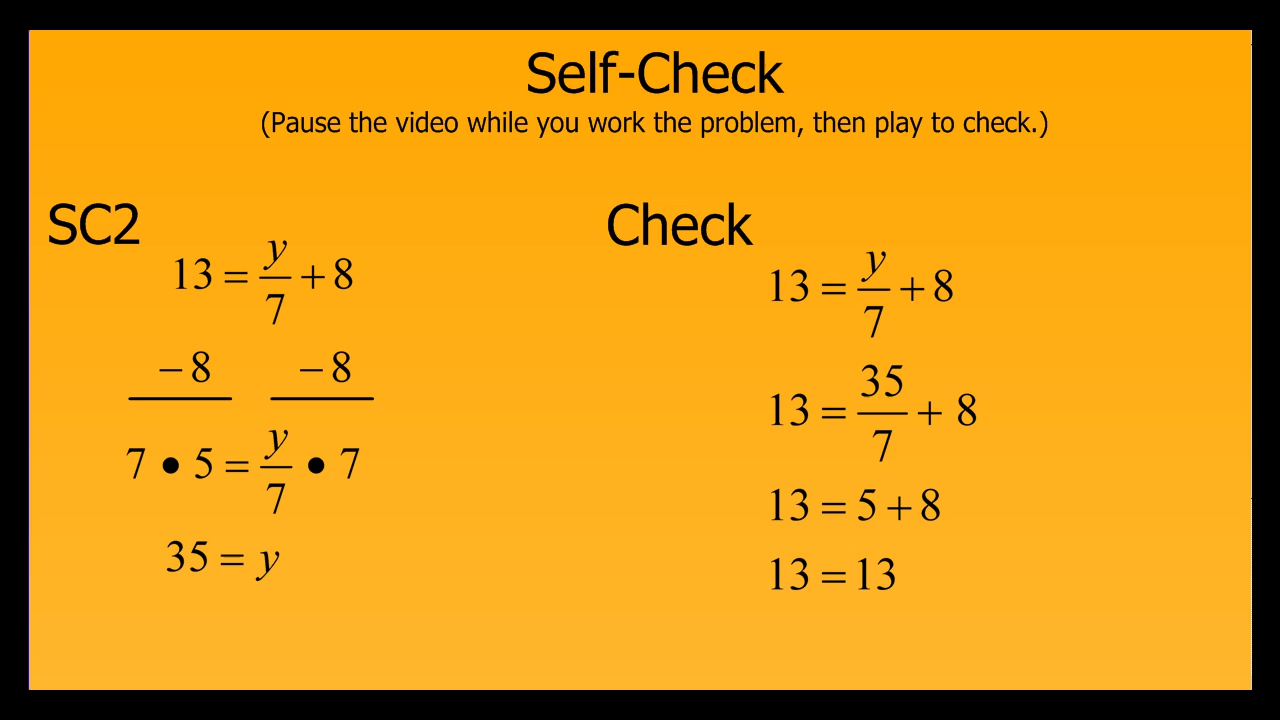 Self-Check
(Pause the video while you work the problem, then play to check.)
SC2
13 = y/7 + 8
– 8 – 8
7 • 5 = y/7 • 7
35 = y
Check
13 = y/7 + 8
13 = 35/7 + 8
13 = 5 + 8
13 = 13